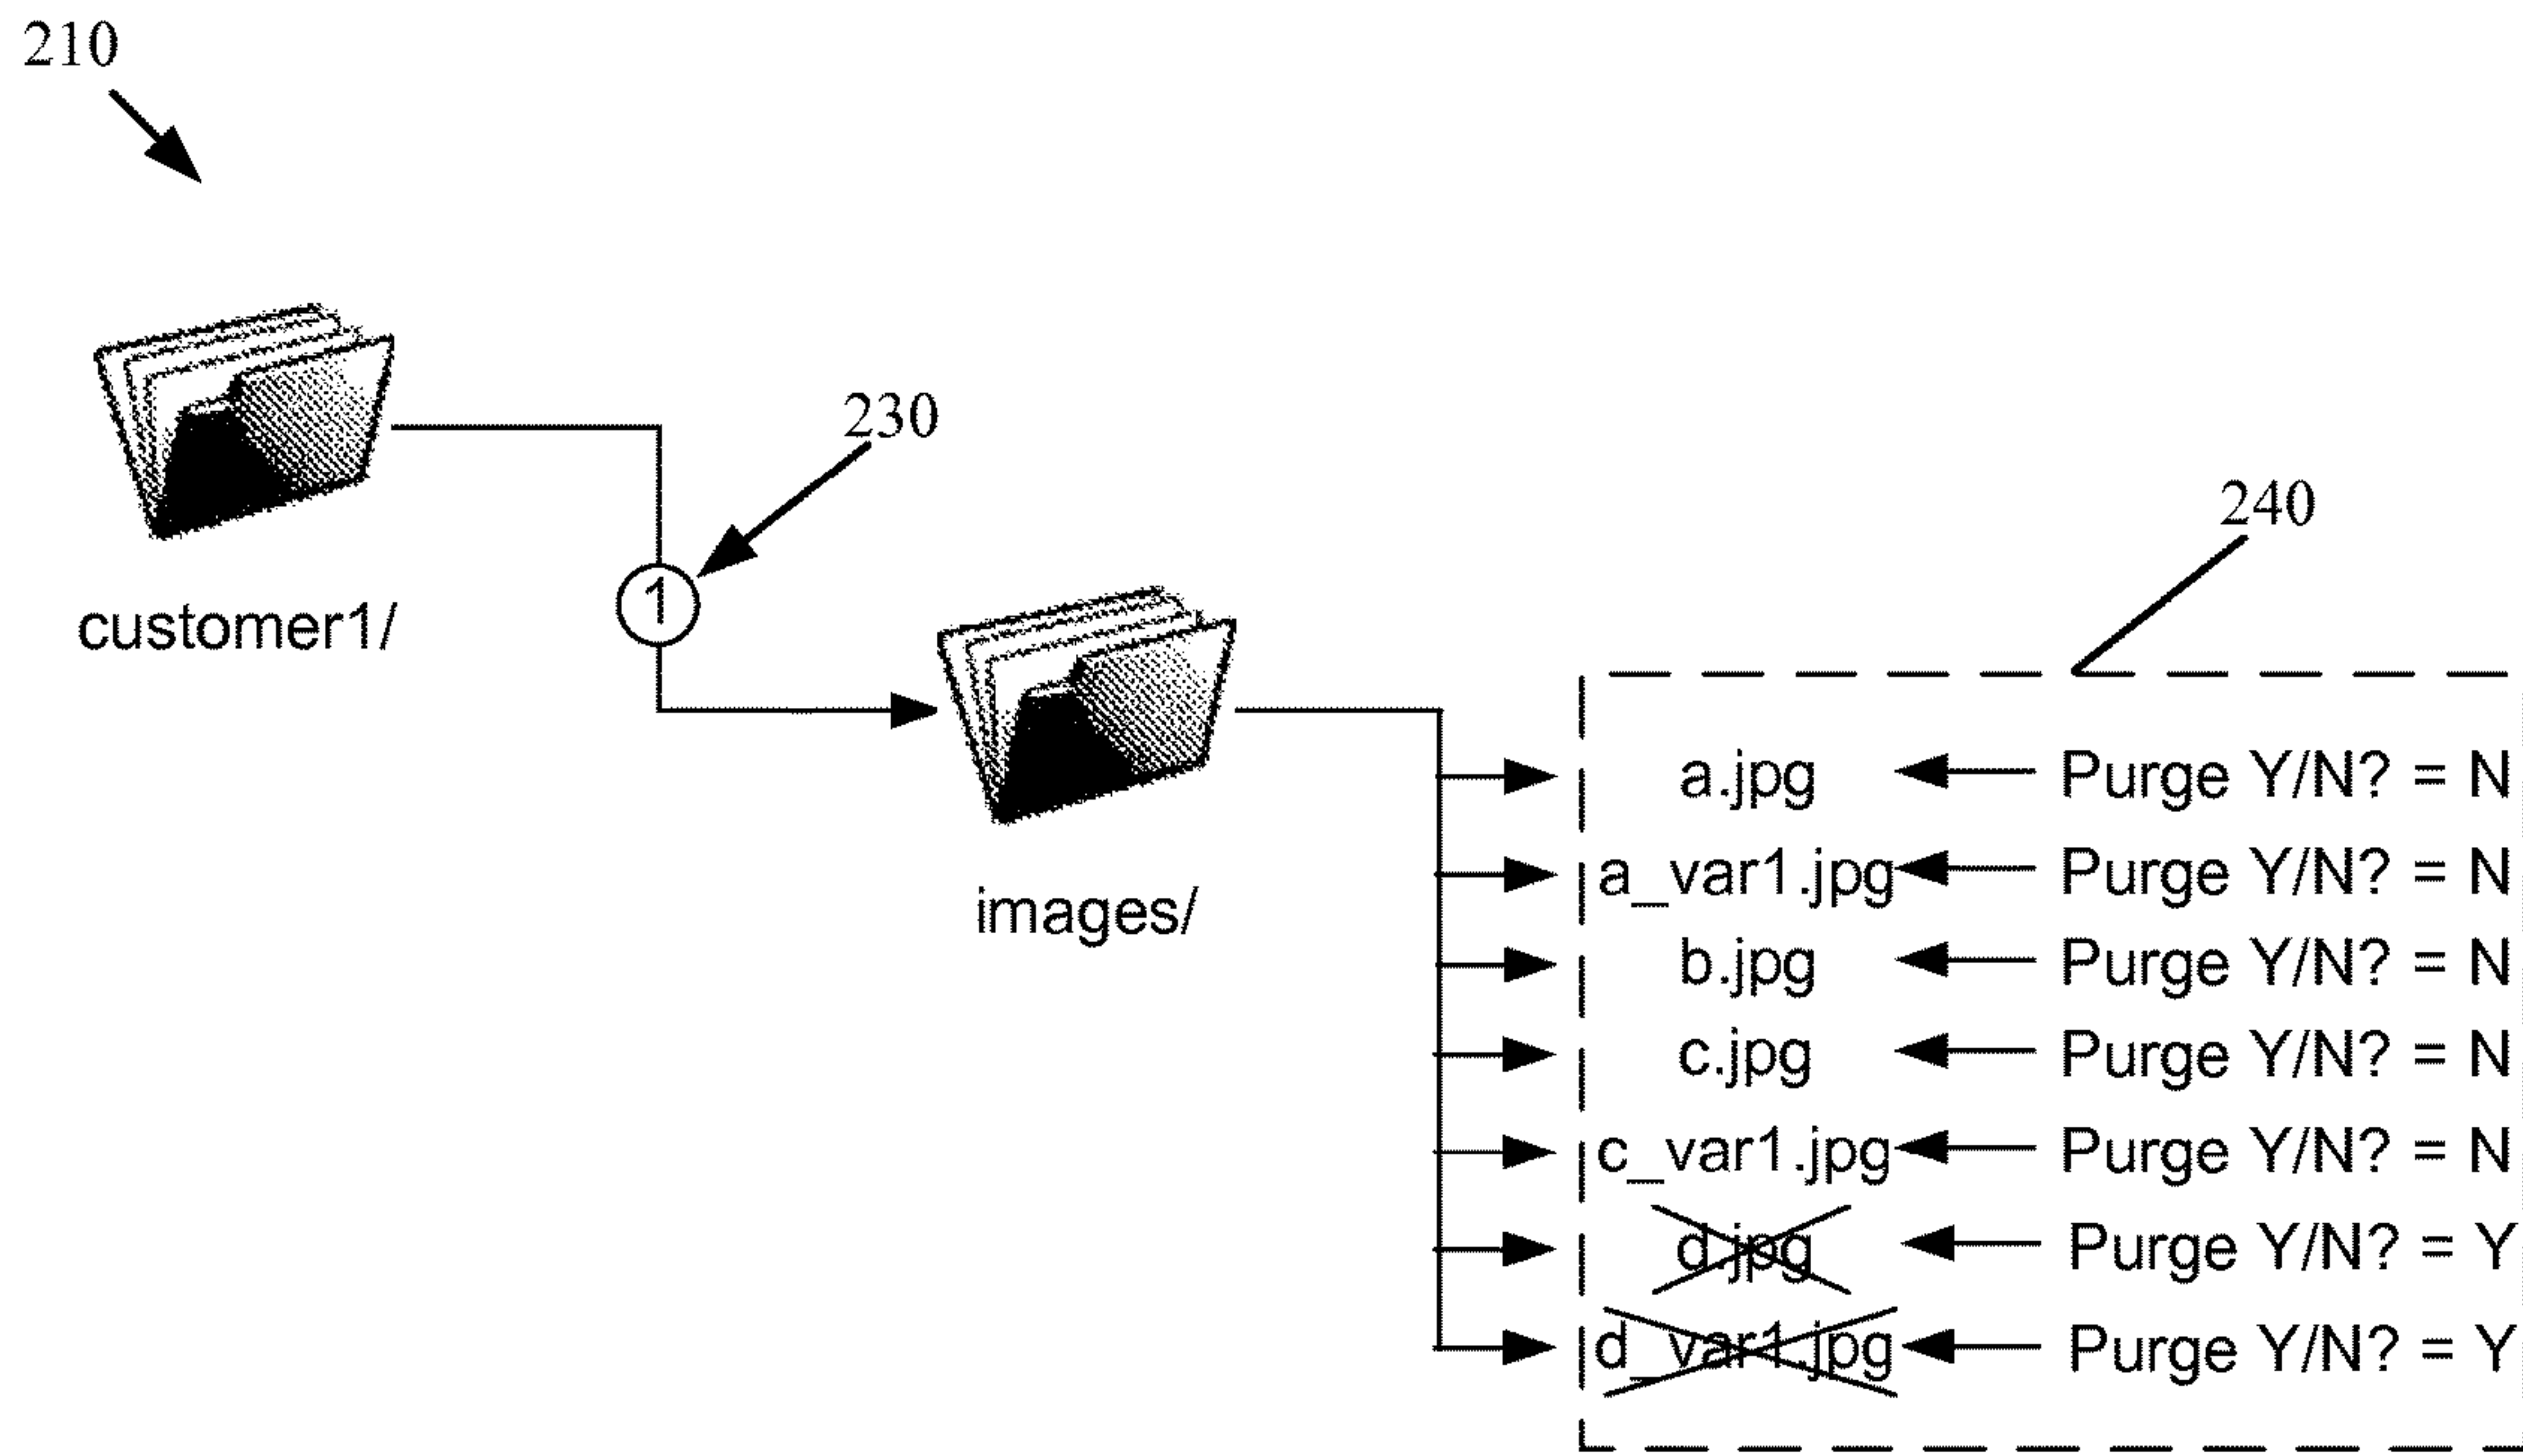 210
230
1
customer1/
240
images/
a.jpg Purge Y/N? = N
a_var1.jpg Purge Y/N? = N
b.jpg Purge Y/N? = N
c.jpg Purge Y/N? = N
c_var1.jpg Purge Y/N? = N
d.jpg Purge Y/N? = Y
d_var1.jpg Purge Y/N? = Y